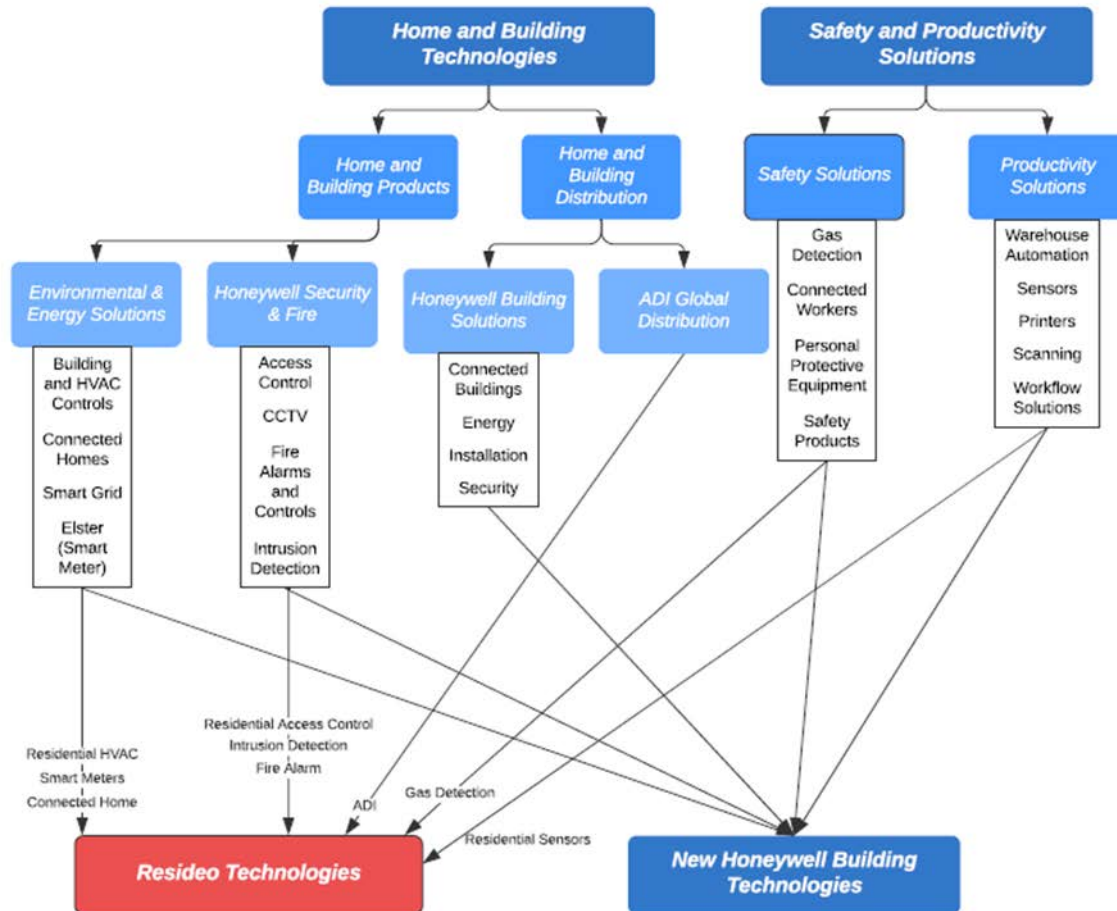 Home and Building
Technologies
Safety and Productivity
Solutions
Home and
Building Products
Home and
Building
Distribution
Safety Solutions
Productivity
Solutions
Environmental &
Energy Solutions
Honeywell Security
& Fire
Honeywell Building
Solutions
ADI Global
Distribution
Gas
Detection
Connected
Workers
Personal
Protective
Equipment
Safety
Products
Warehouse
Automation
Sensors
Printers
Scanning
Workflow
Solutions
Building
and HVAC
Controls
Connected
Homes
Smart Grid
Elster
(Smart
Meter)
Access
Control
CCTV
Fire
Alarms
and
Controls
Intrusion
Detection
Connected
Buildings
Energy
Installation
Security
Residential HVAC
Smart Meters
Connected Home
Residential Access Control
Intrusion Detection
Fire Alarm
ADI
Gas Detection
Residential Sensors
Resideo Technologies
New Honeywell Building
Technologies